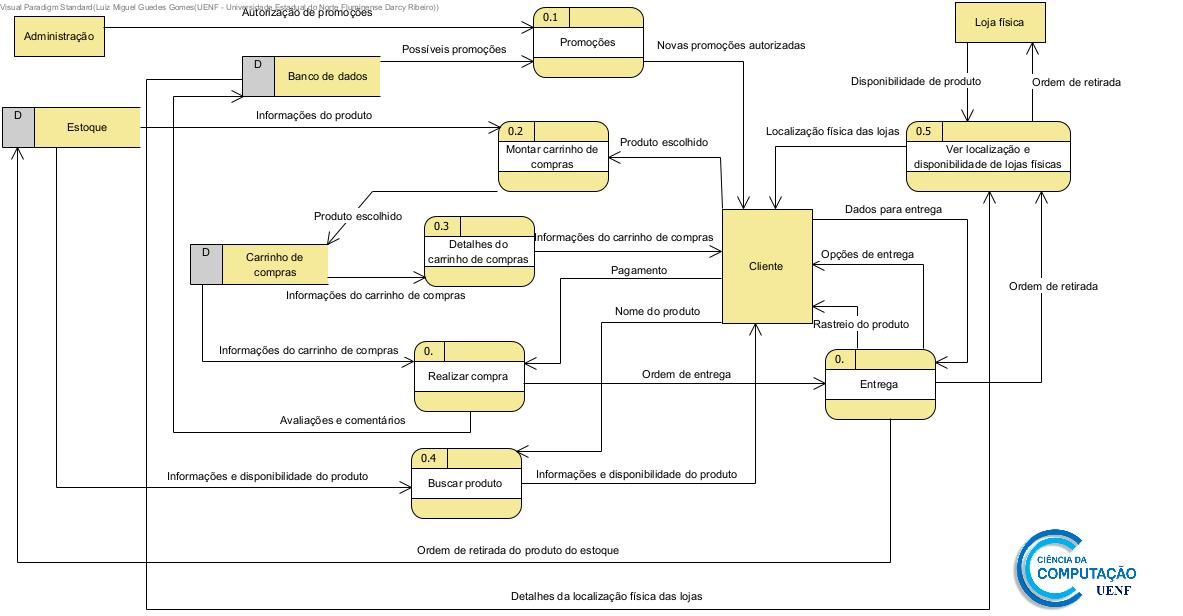 Visual Paradigm Standard(Luiz Miguel Guedes Gomes(UENF - Universidade Estadual do Norte Fluminense Darcy Ribeiro))
Autorização de promoções
Administração
0.1
Promoções
Loja física
Possíveis promoções
Novas promoções autorizadas
D
Banco de dados
Disponibilidade de produto
Ordem de retirada
D
Estoque
Informações do produto
0.2
Montar carrinho de
compras
Produto escolhido
Localização física das lojas
0.5
Ver localização e
disponibilidade de lojas físicas
Produto escolhido
0.3
Detalhes do
carrinho de compras
Informações do carrinho de compras
Dados para entrega
D
Carrinho de
compras
Informações do carrinho de compras
Cliente
Opções de entrega
Pagamento
Ordem de retirada
Nome do produto
Rastreio do produto
Informações do carrinho de compras
0.
Realizar compra
Ordem de entrega
0.
Entrega
Avaliações e comentários
0.4
Buscar produto
Informações e disponibilidade do produto
Informações e disponibilidade do produto
Ordem de retirada do produto do estoque
Detalhes da localização física das lojas
CIÊNCIA DA
COMPUTAÇÃO
UENF